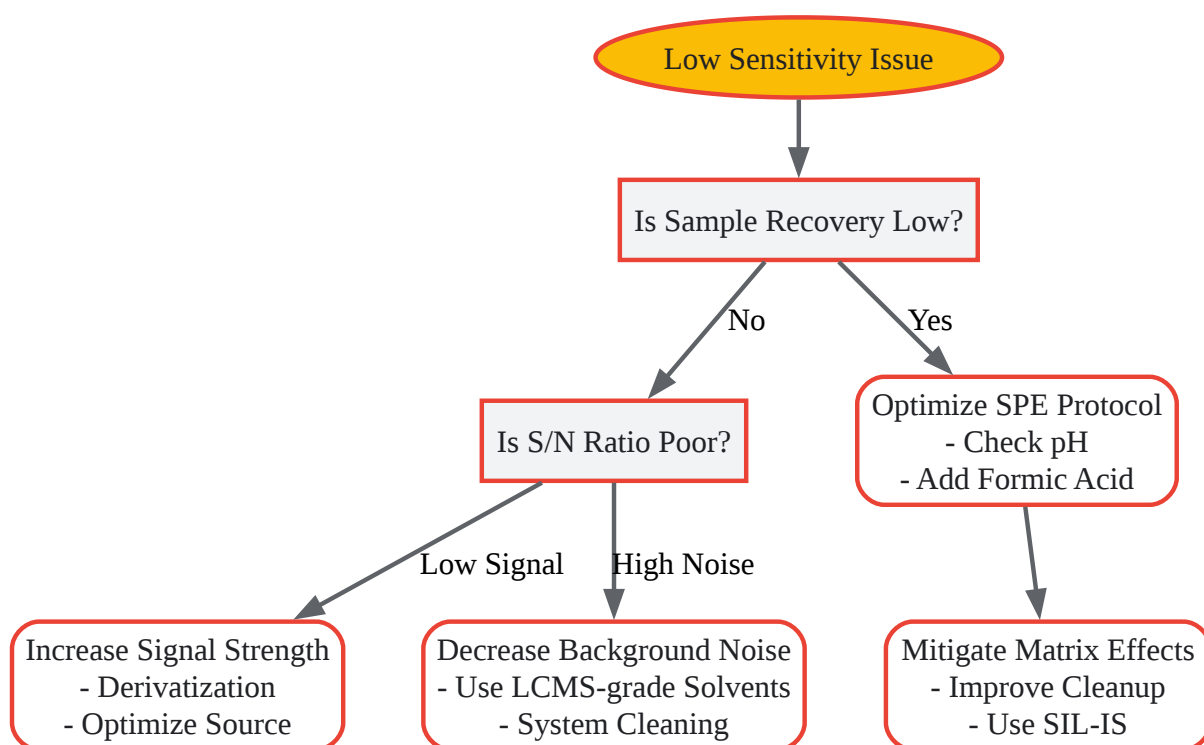 Low Sensitivity Issue
Is Sample Recovery Low?
No
Yes
Is S/N Ratio Poor?
Optimize SPE Protocol
- Check pH
- Add Formic Acid
Low Signal
High Noise
Increase Signal Strength
- Derivatization
- Optimize Source
Decrease Background Noise
- Use LCMS-grade Solvents
- System Cleaning
Mitigate Matrix Effects
- Improve Cleanup
- Use SIL-IS